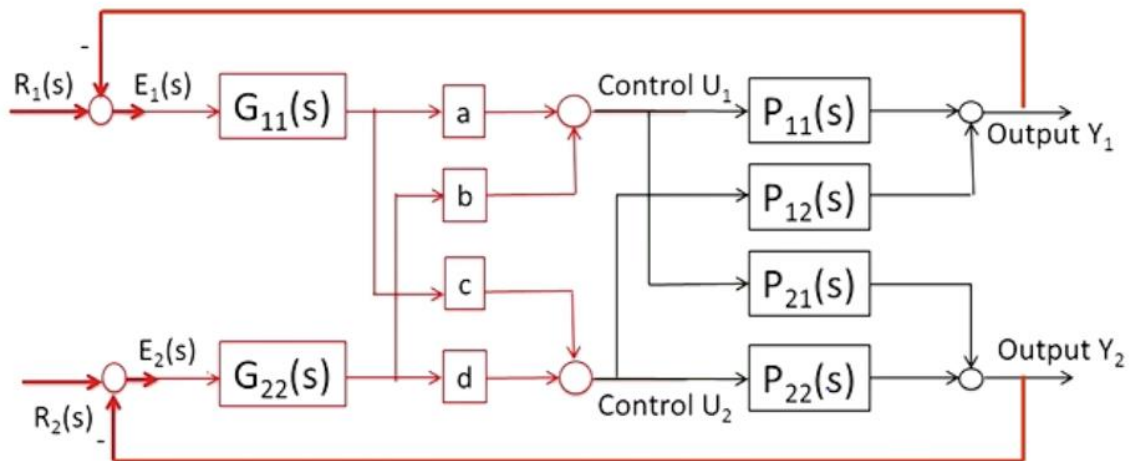 -
R₁(s)
E₁(s)
G₁₁(s)
a
Control U₁
P₁₁(s)
Output Y₁
b
P₁₂(s)
c
P₂₁(s)
E₂(s)
G₂₂(s)
d
Control U₂
P₂₂(s)
Output Y₂
R₂(s)
-